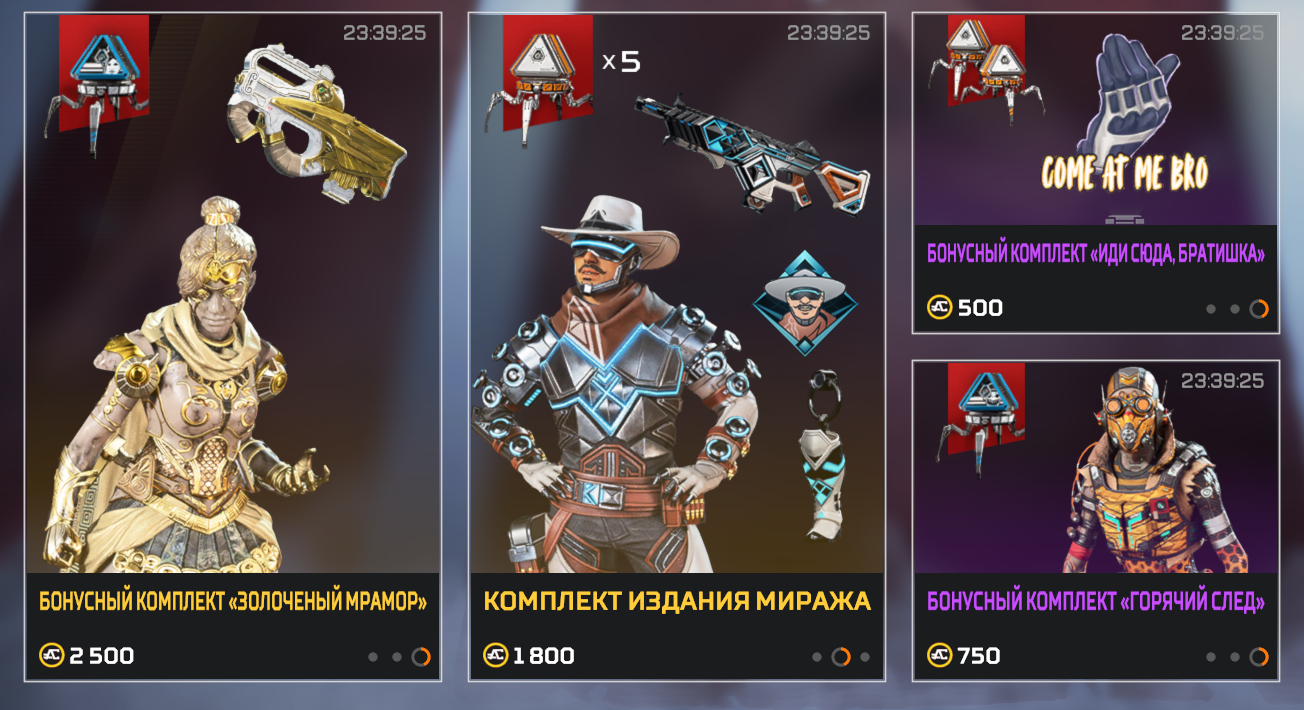 23:39:25
БОНУСНЫЙ КОМПЛЕКТ «ЗОЛОЧЕНЫЙ МРАМОР»
2 500
x 5
23:39:25
КОМПЛЕКТ ИЗДАНИЯ МИРАЖА
1 800
23:39:25
COME AT ME BRO
БОНУСНЫЙ КОМПЛЕКТ «ИДИ СЮДА, БРАТИШКА»
500
23:39:25
БОНУСНЫЙ КОМПЛЕКТ «ГОРЯЧИЙ СЛЕД»
750